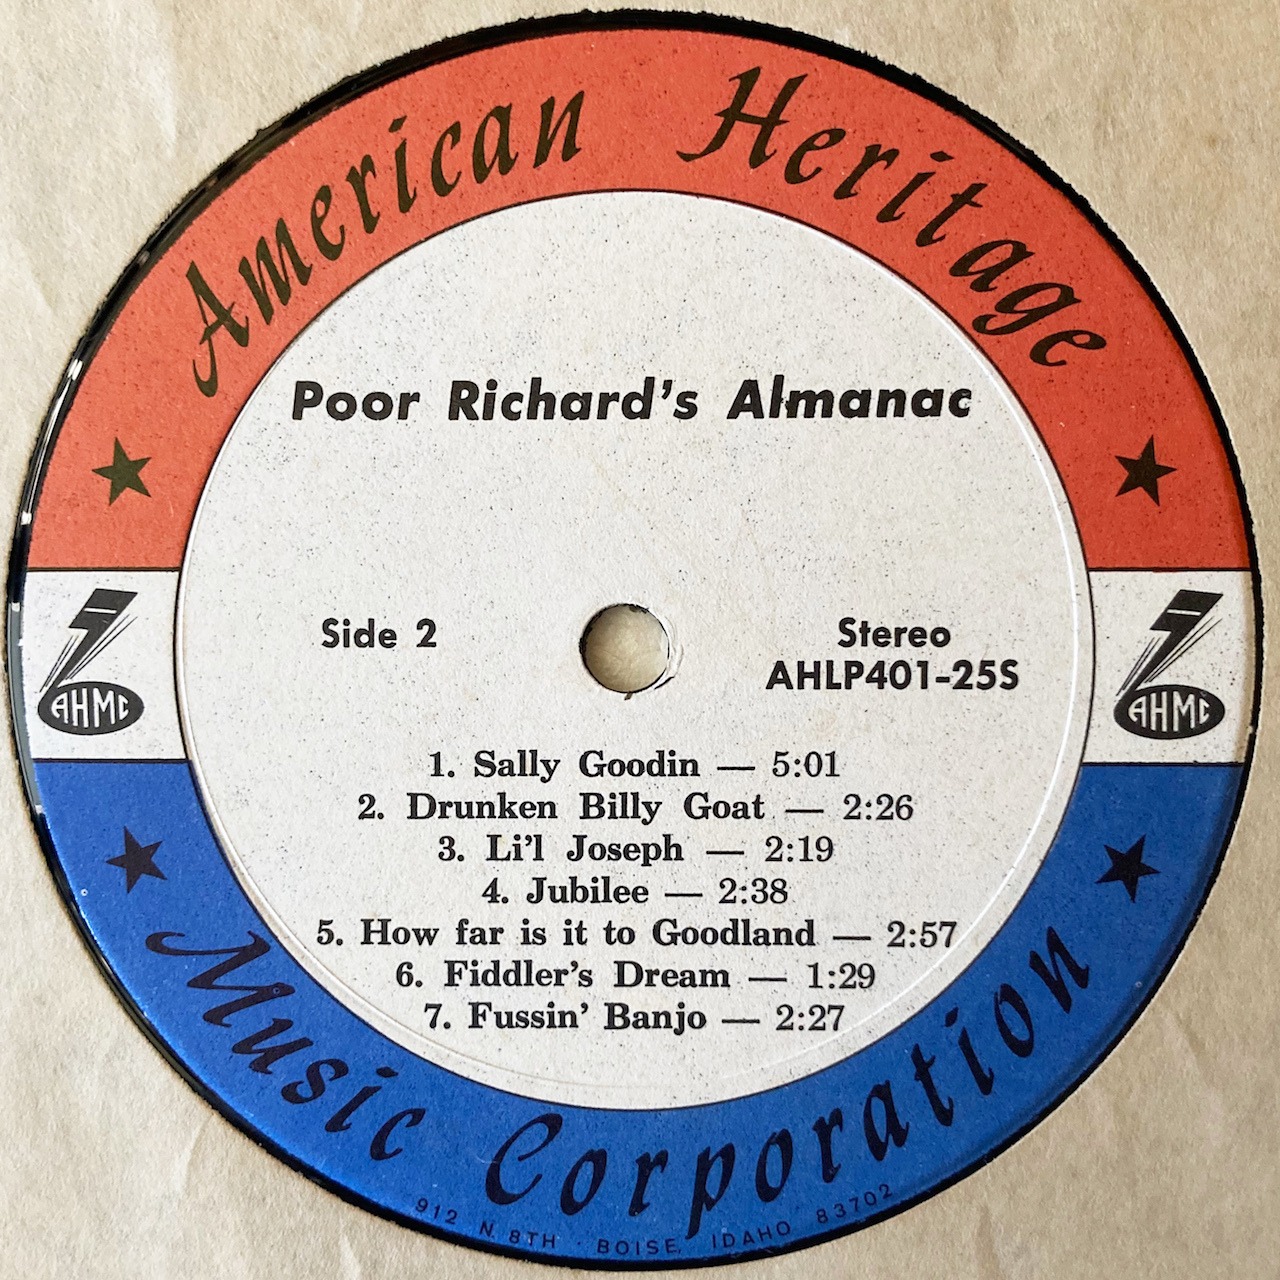 American Heritage
Poor Richard's Almanac
Side 2
Stereo
AHLP401-25S
AHMC
AHMC
1. Sally Goodin — 5:01
2. Drunken Billy Goat — 2:26
3. Li'l Joseph — 2:19
4. Jubilee — 2:38
5. How far is it to Goodland — 2:57
6. Fiddler's Dream — 1:29
7. Fussin' Banjo — 2:27
Music Corporation
912 N. 8TH · BOISE, IDAHO 83702